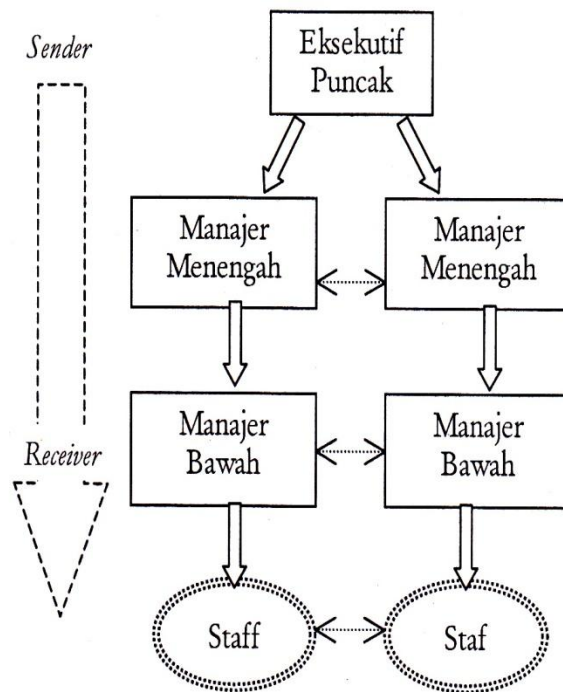 Sender
Eksekutif
Puncak
Manajer
Menengah
Manajer
Menengah
Manajer
Bawah
Manajer
Bawah
Receiver
Staff
Staf